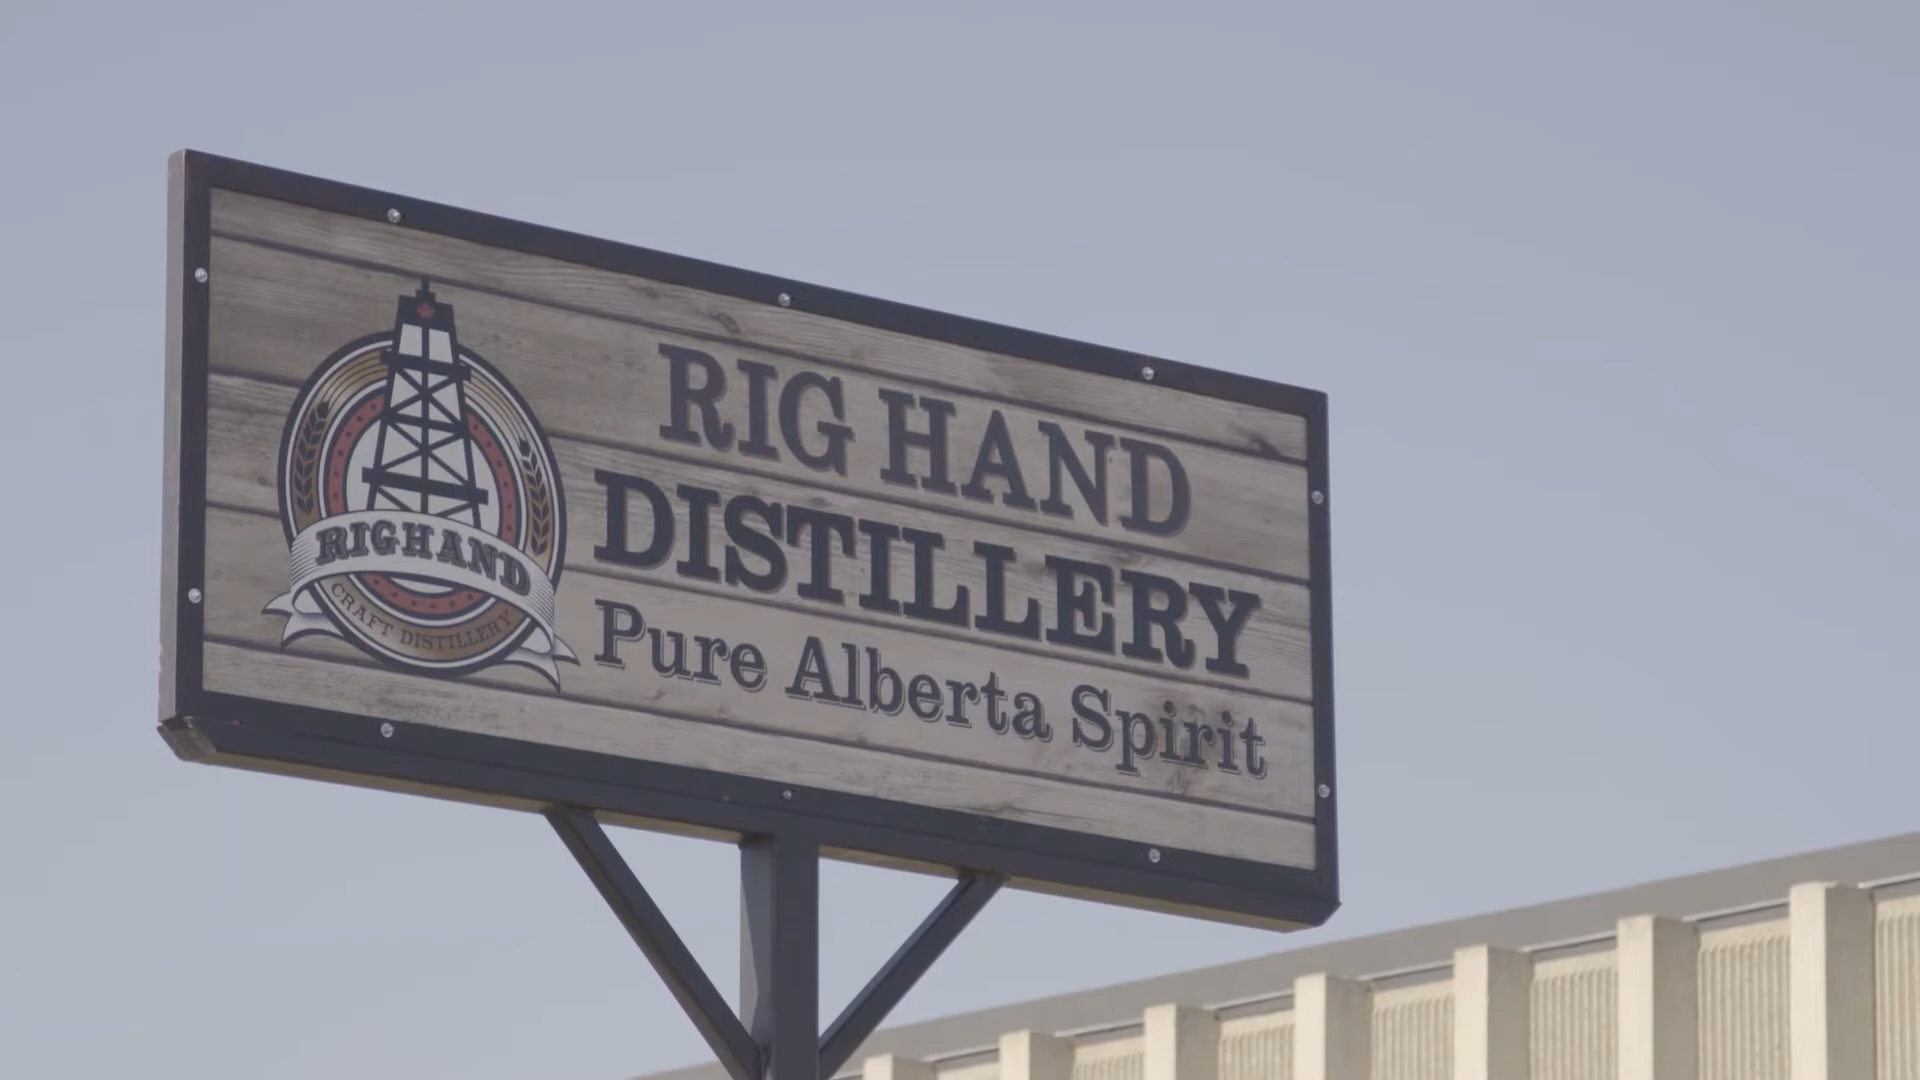 RIG HAND
DISTILLERY
Pure Alberta Spirit
RIGHAND
CRAFT DISTILLERY